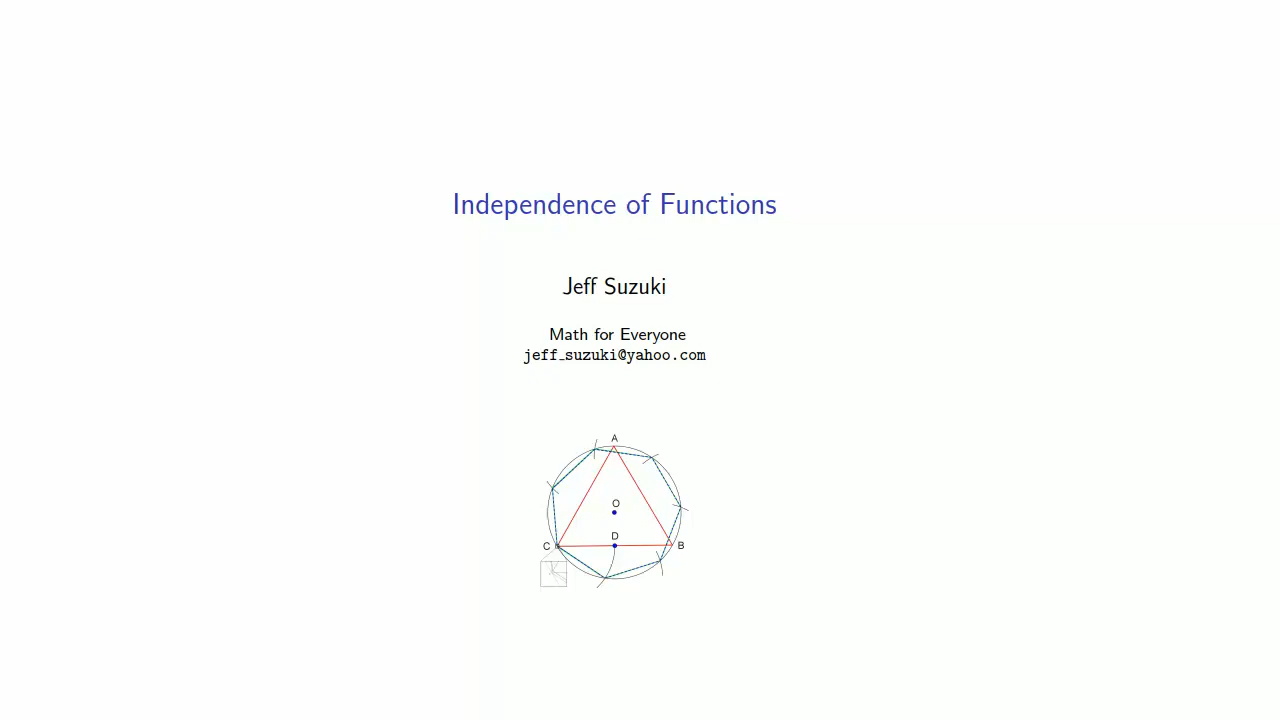 Independence of Functions
Jeff Suzuki
Math for Everyone
jeff_suzuki@yahoo.com
A
O
D
C
B